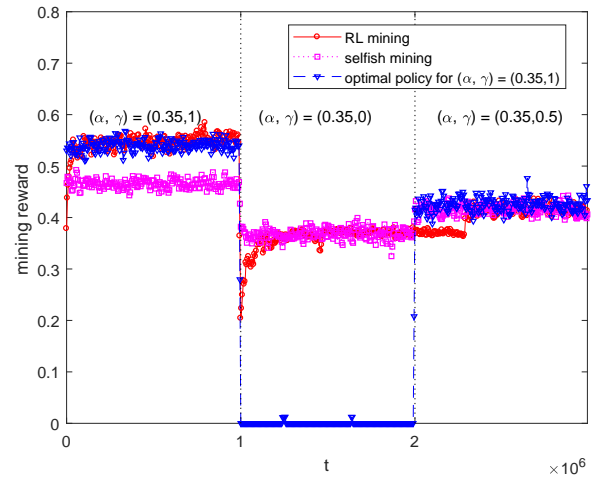 0.8
0.7
0.6
0.5
0.4
0.3
0.2
0.1
0
mining reward
RL mining
selfish mining
optimal policy for (α, γ) = (0.35,1)
(α, γ) = (0.35,1)
(α, γ) = (0.35,0)
(α, γ) = (0.35,0.5)
0
1
2
t
×10⁶